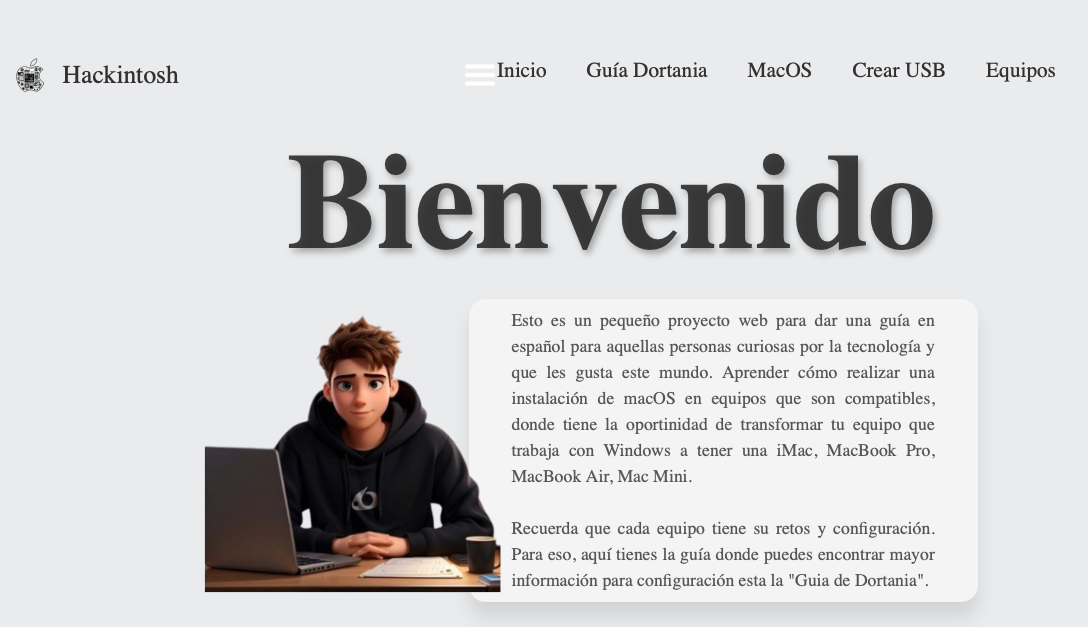 Hackintosh
Inicio Guía Dortania MacOS Crear USB Equipos
Bienvenido
Esto es un pequeño proyecto web para dar una guía en
español para aquellas personas curiosas por la tecnología y
que les gusta este mundo. Aprender cómo realizar una
instalación de macOS en equipos que son compatibles,
donde tiene la oportinidad de transformar tu equipo que
trabaja con Windows a tener una iMac, MacBook Pro,
MacBook Air, Mac Mini.
Recuerda que cada equipo tiene su retos y configuración.
Para eso, aquí tienes la guía donde puedes encontrar mayor
información para configuración esta la "Guia de Dortania".